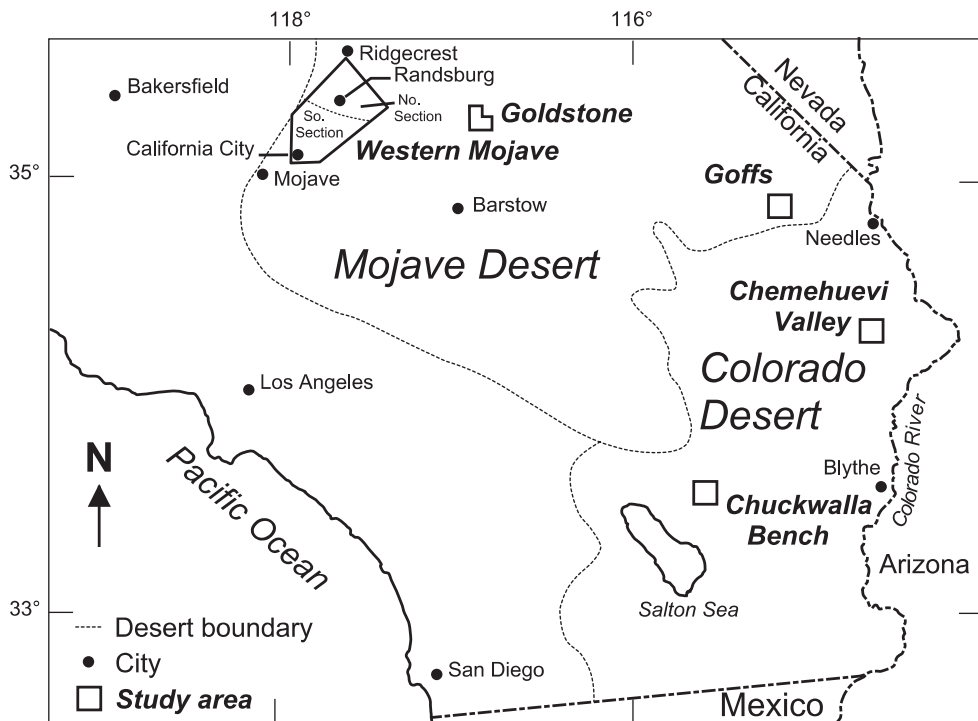 118°
116°
Ridgecrest
Randsburg
Bakersfield
No.
Section
So.
Section
Goldstone
California City
Western Mojave
Mojave
35°
Barstow
Nevada
California
Goffs
Needles
Mojave Desert
Chemehuevi
Valley
Los Angeles
Colorado
Desert
N
Pacific Ocean
Blythe
Colorado River
Chuckwalla
Bench
Arizona
Salton Sea
33°
Desert boundary
City
Study area
San Diego
Mexico